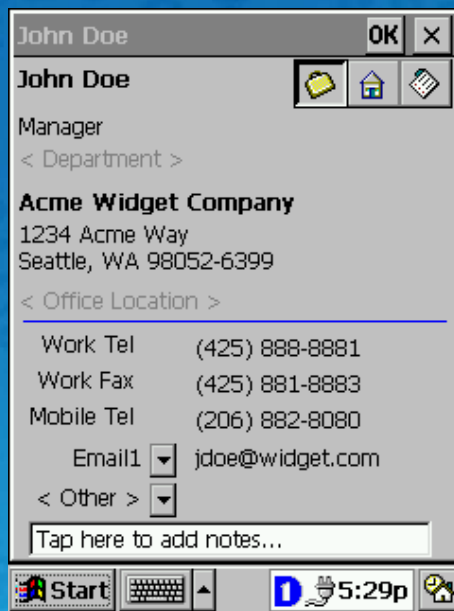 John Doe OK ×
John Doe
Manager
< Department >
Acme Widget Company
1234 Acme Way
Seattle, WA 98052-6399
< Office Location >
Work Tel (425) 888-8881
Work Fax (425) 881-8883
Mobile Tel (206) 882-8080
Email1 jdoe@widget.com
< Other >
Tap here to add notes...
Start 1 5:29p